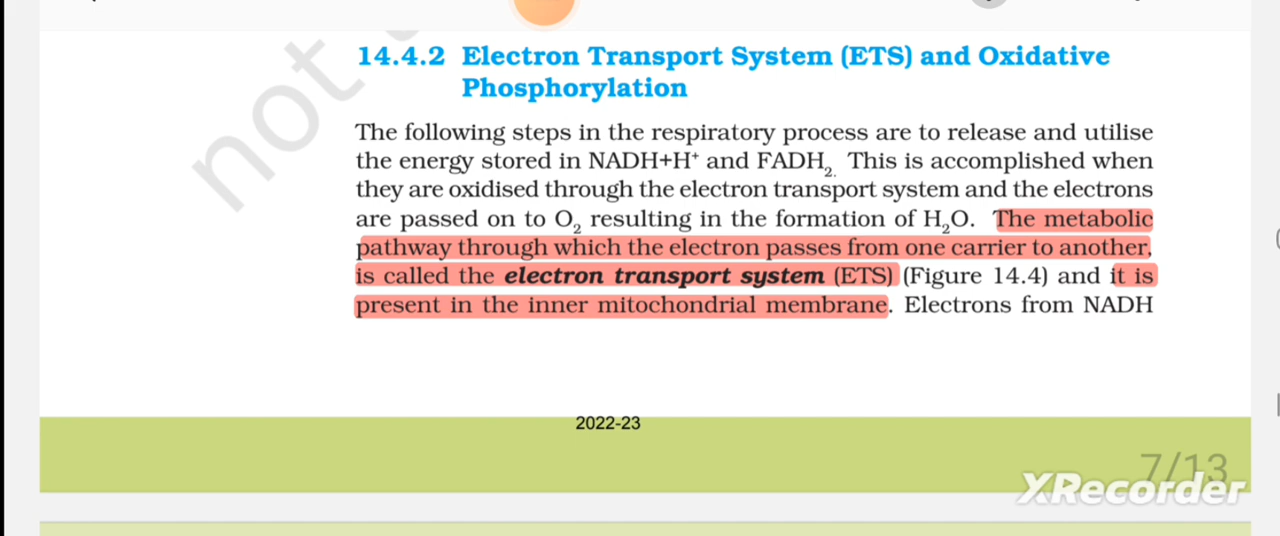 14.4.2 Electron Transport System (ETS) and Oxidative
Phosphorylation
not
The following steps in the respiratory process are to release and utilise
the energy stored in NADH+H⁺ and FADH₂. This is accomplished when
they are oxidised through the electron transport system and the electrons
are passed on to O₂ resulting in the formation of H₂O. The metabolic
pathway through which the electron passes from one carrier to another,
is called the electron transport system (ETS) (Figure 14.4) and it is
present in the inner mitochondrial membrane. Electrons from NADH
2022-23
7/13
XRecorder